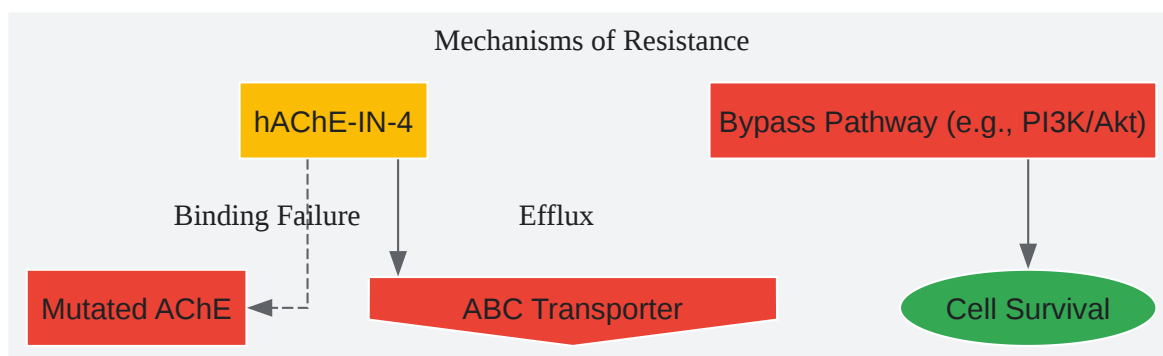 Mechanisms of Resistance
hAChE-IN-4
Bypass Pathway (e.g., PI3K/Akt)
Binding Failure
Efflux
Mutated AChE
ABC Transporter
Cell Survival